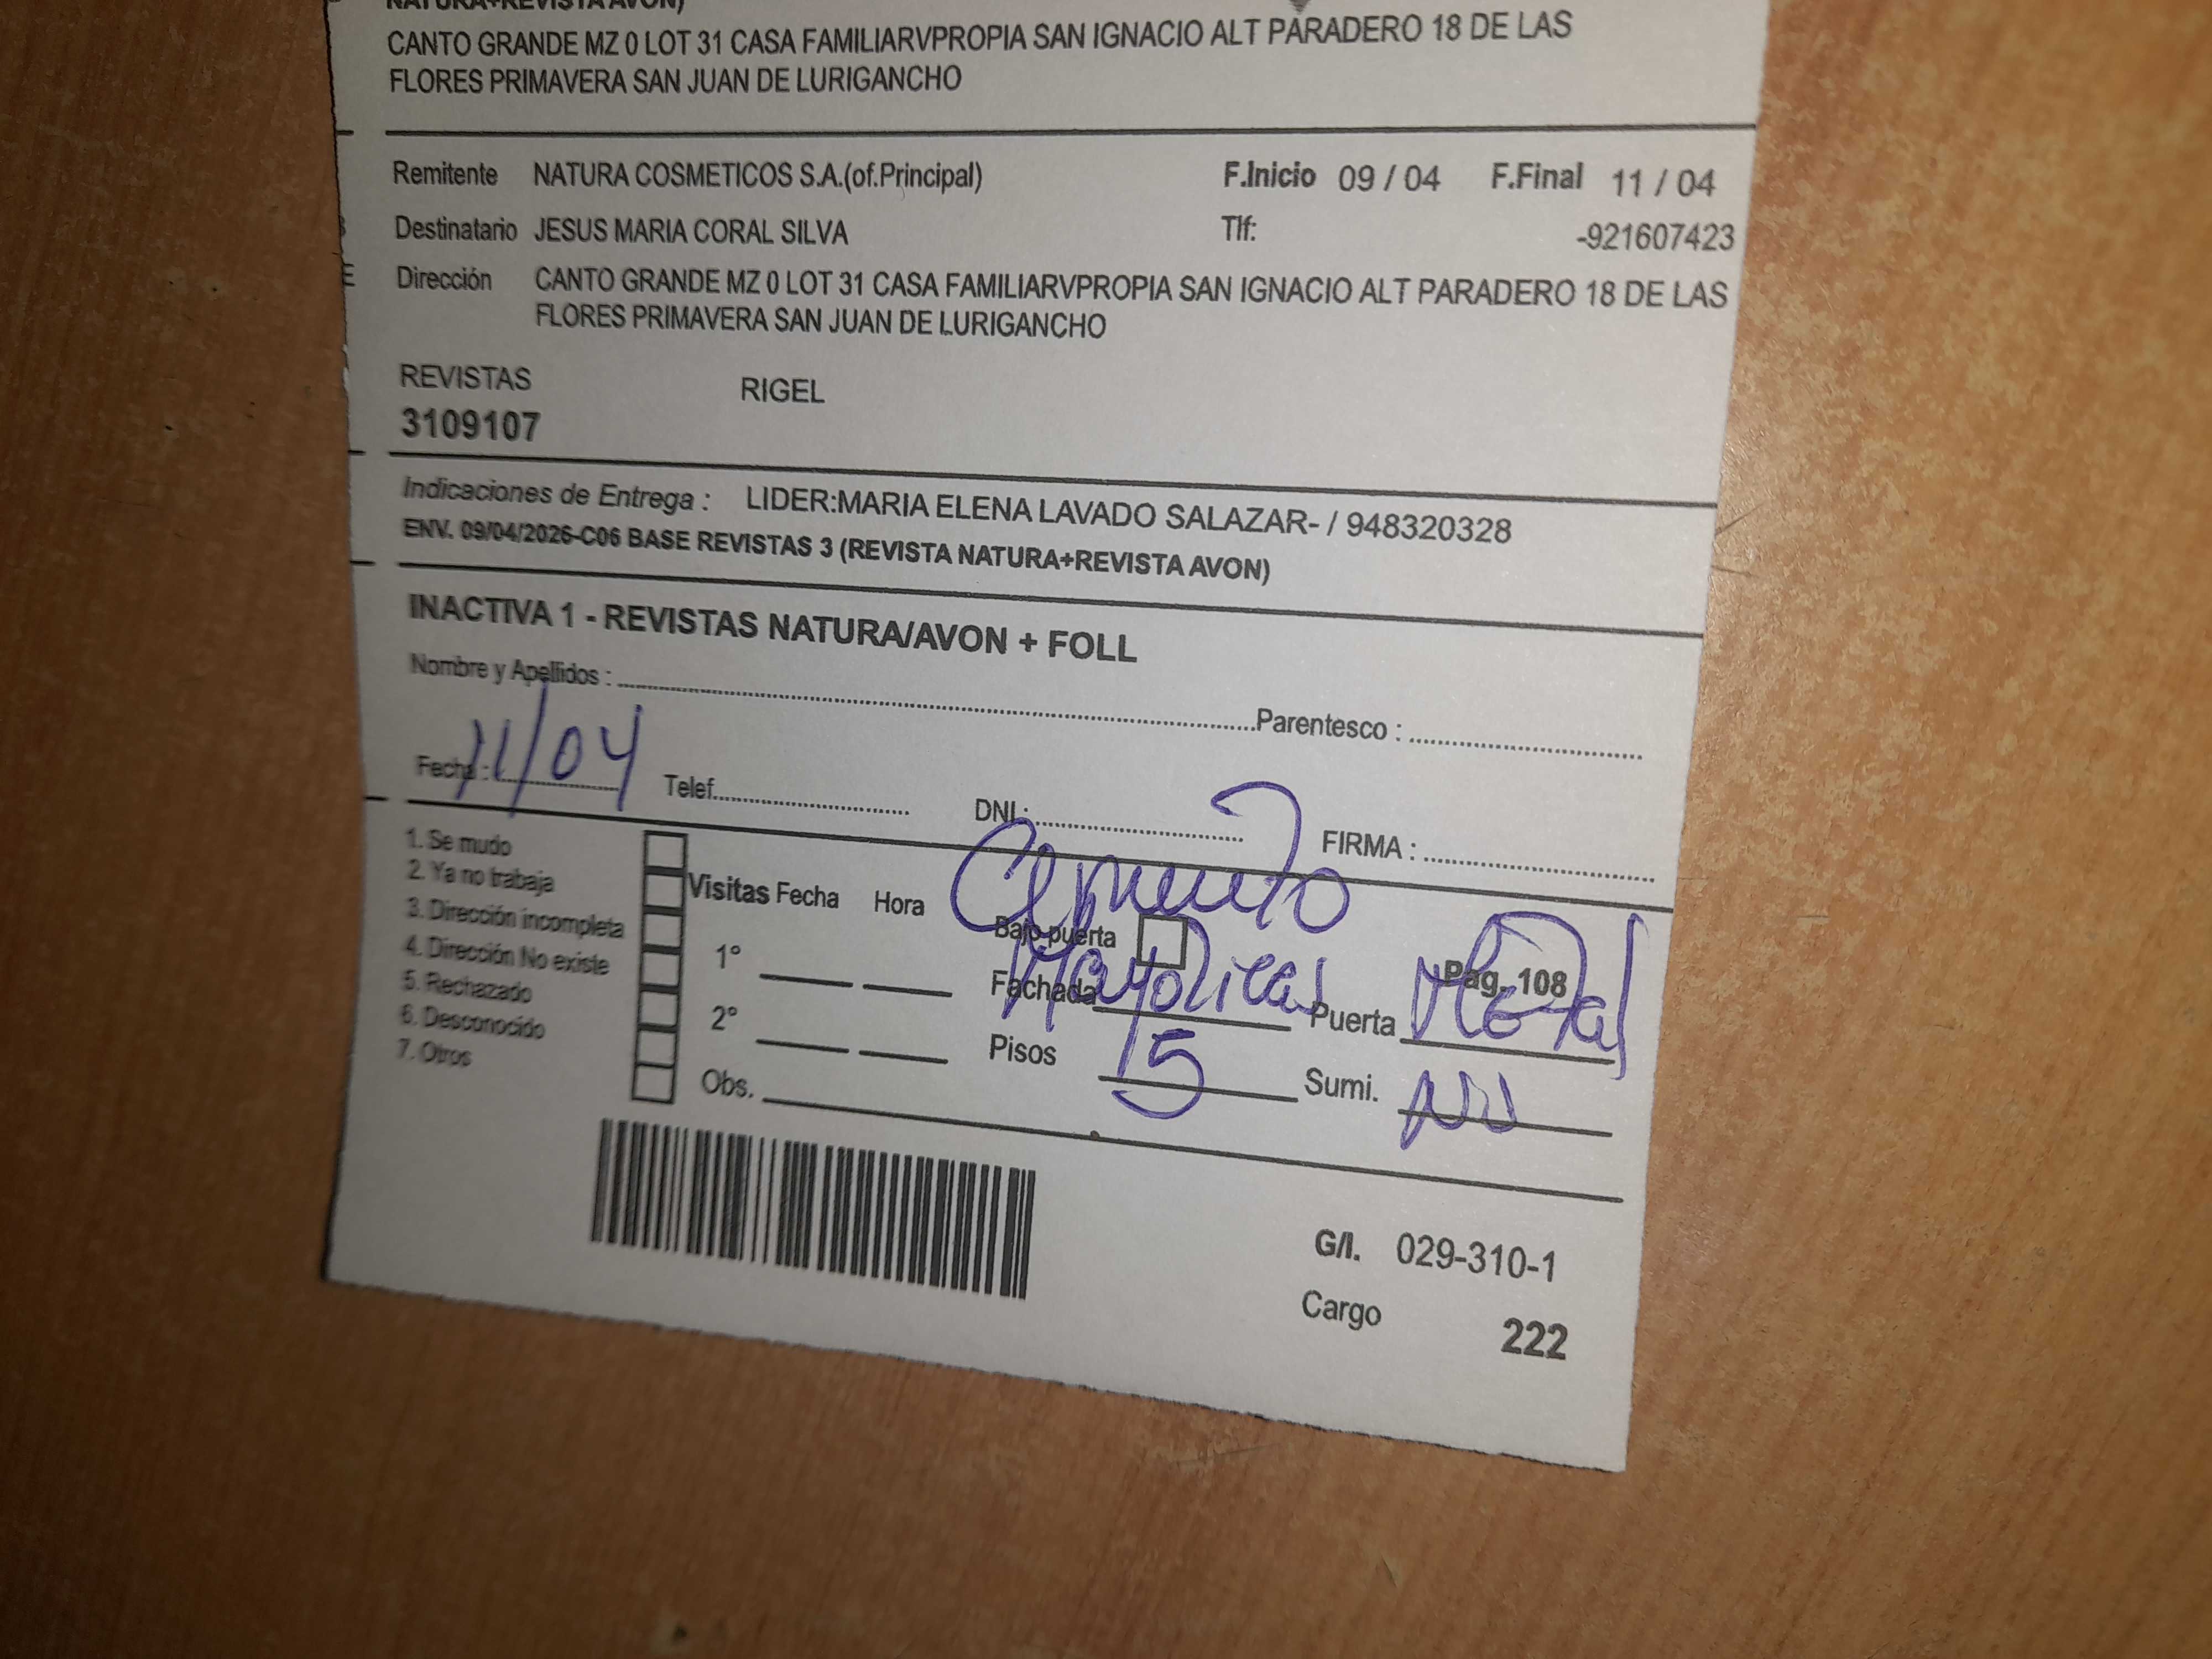 NATURA+REVISTA AVON)
CANTO GRANDE MZ 0 LOT 31 CASA FAMILIARVPROPIA SAN IGNACIO ALT PARADERO 18 DE LAS
FLORES PRIMAVERA SAN JUAN DE LURIGANCHO
Remitente NATURA COSMETICOS S.A.(of.Principal) F.Inicio 09 / 04 F.Final 11 / 04
Destinatario JESUS MARIA CORAL SILVA Tlf: -921607423
Dirección CANTO GRANDE MZ 0 LOT 31 CASA FAMILIARVPROPIA SAN IGNACIO ALT PARADERO 18 DE LAS
FLORES PRIMAVERA SAN JUAN DE LURIGANCHO
REVISTAS RIGEL
3109107
Indicaciones de Entrega : LIDER:MARIA ELENA LAVADO SALAZAR- / 948320328
ENV. 09/04/2026-C06 BASE REVISTAS 3 (REVISTA NATURA+REVISTA AVON)
INACTIVA 1 - REVISTAS NATURA/AVON + FOLL
Nombre y Apellidos : Parentesco :
Fecha : 11/04 Telef. DNI : FIRMA :
1. Se mudo
2. Ya no trabaja
3. Dirección incompleta
4. Dirección No existe
5. Rechazado
6. Desconocido
7. Otros
Visitas Fecha Hora
1°
2°
Obs.
Cemento
Bajo puerta
Pag. 108
Fachada Mayolicas Puerta Metal
Pisos 5 Sumi. NV
G/I. 029-310-1
Cargo 222